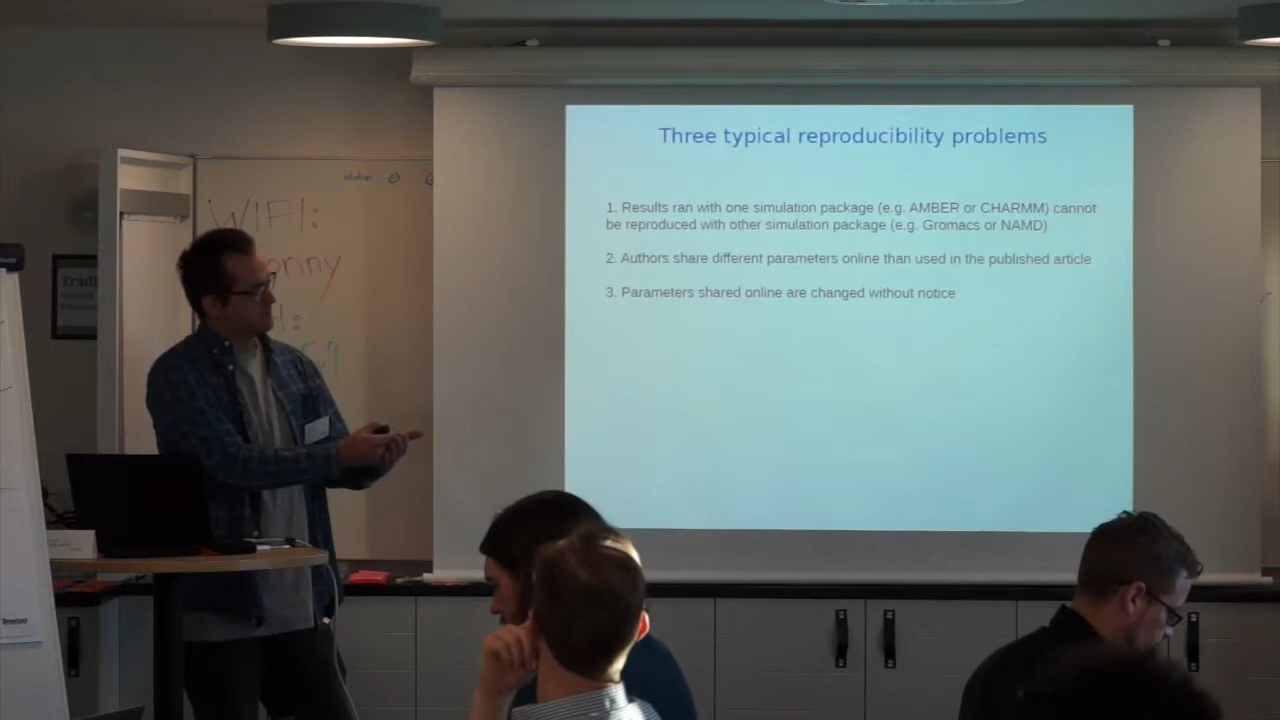 Three typical reproducibility problems
1. Results ran with one simulation package (e.g. AMBER or CHARMM) cannot
be reproduced with other simulation package (e.g. Gromacs or NAMD)
2. Authors share different parameters online than used in the published article
3. Parameters shared online are changed without notice
WIFI:
onny
d:
Tradi